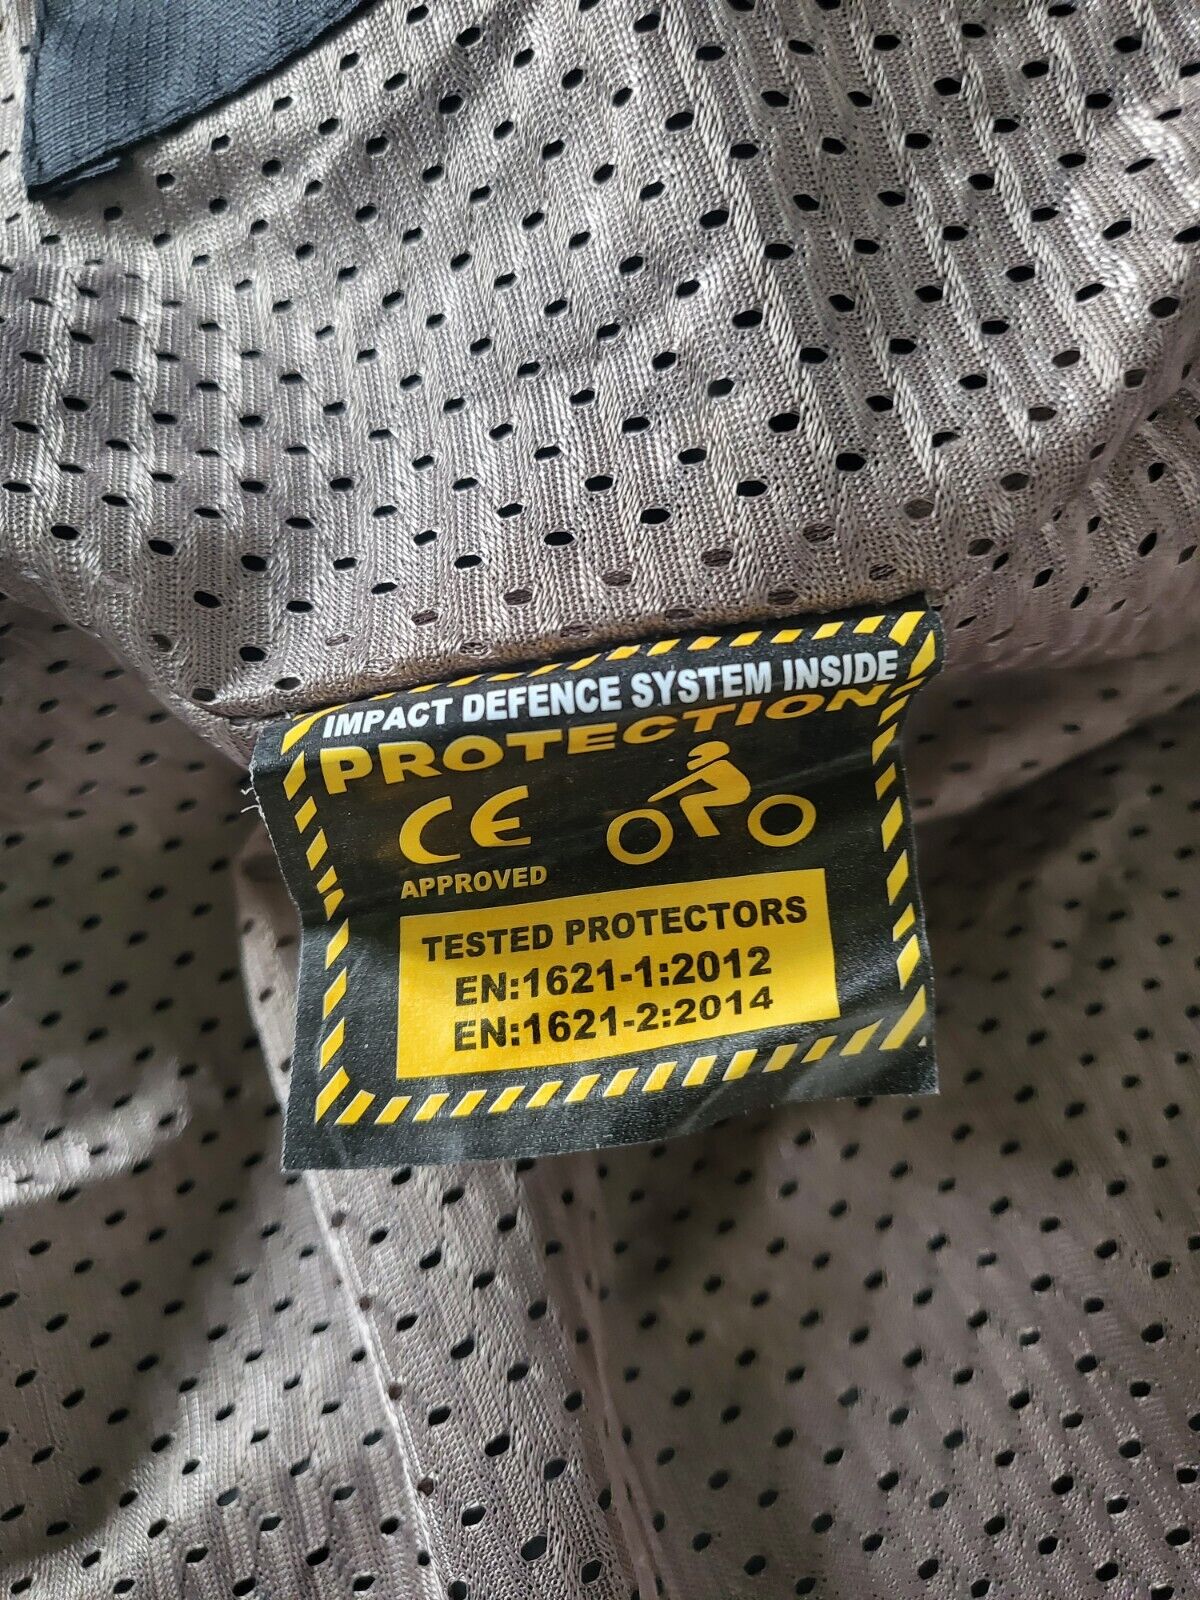 IMPACT DEFENCE SYSTEM INSIDE
PROTECTION
CE
APPROVED
TESTED PROTECTORS
EN:1621-1:2012
EN:1621-2:2014